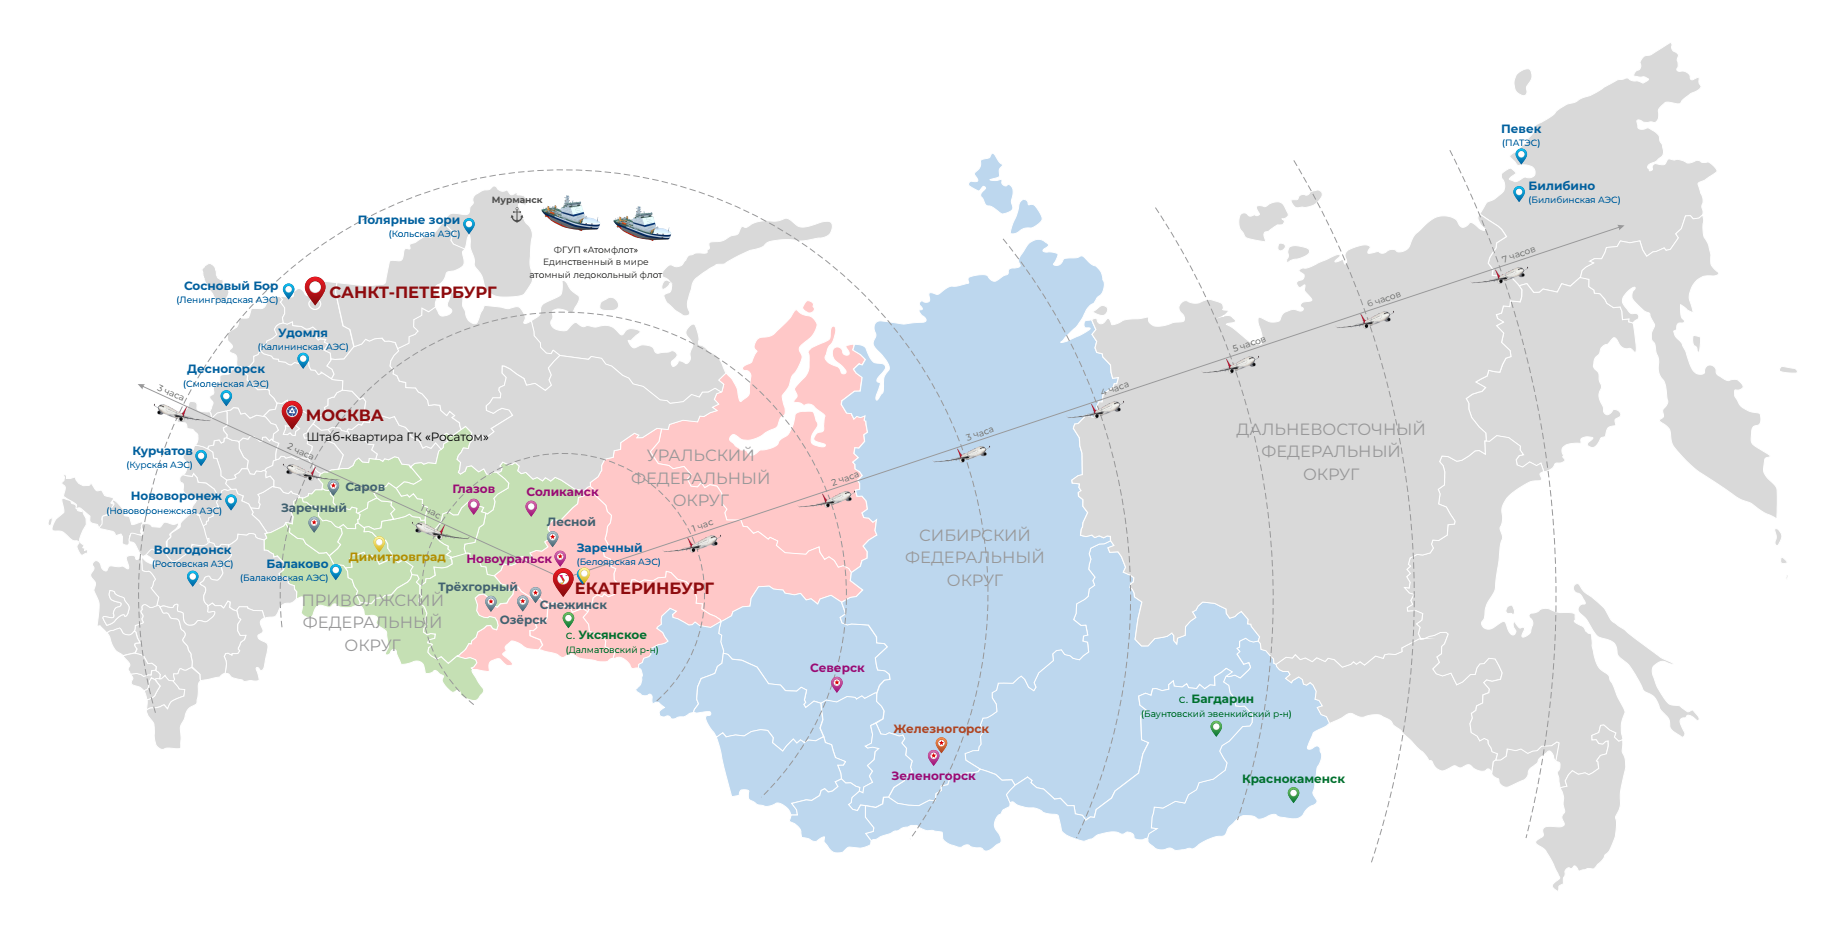 Певек
(ПАТЭС)
Билибино
(Билибинская АЭС)
Мурманск
Полярные зори
(Кольская АЭС)
ФГУП «Атомфлот»
Единственный в мире
атомный ледокольный флот
7 часов
Сосновый Бор
(Ленинградская АЭС)
САНКТ-ПЕТЕРБУРГ
6 часов
Удомля
(Калининская АЭС)
5 часов
Десногорск
(Смоленская АЭС)
3 часа
4 часа
МОСКВА
Штаб-квартира ГК «Росатом»
ДАЛЬНЕВОСТОЧНЫЙ
ФЕДЕРАЛЬНЫЙ
ОКРУГ
3 часа
Курчатов
(Курская АЭС)
2 часа
УРАЛЬСКИЙ
ФЕДЕРАЛЬНЫЙ
ОКРУГ
2 часа
Саров
Глазов
Соликамск
Нововоронеж
(Нововоронежская АЭС)
Заречный
1 час
Лесной
1 час
СИБИРСКИЙ
ФЕДЕРАЛЬНЫЙ
ОКРУГ
Волгодонск
(Ростовская АЭС)
Балаково
(Балаковская АЭС)
Димитровград
Новоуральск
Заречный
(Белоярская АЭС)
ЕКАТЕРИНБУРГ
Трёхгорный
Снежинск
Озёрск
ПРИВОЛЖСКИЙ
ФЕДЕРАЛЬНЫЙ
ОКРУГ
с. Уксянское
(Далматовский р-н)
Северск
с. Багдарин
(Баунтовский эвенкийский р-н)
Железногорск
Зеленогорск
Краснокаменск